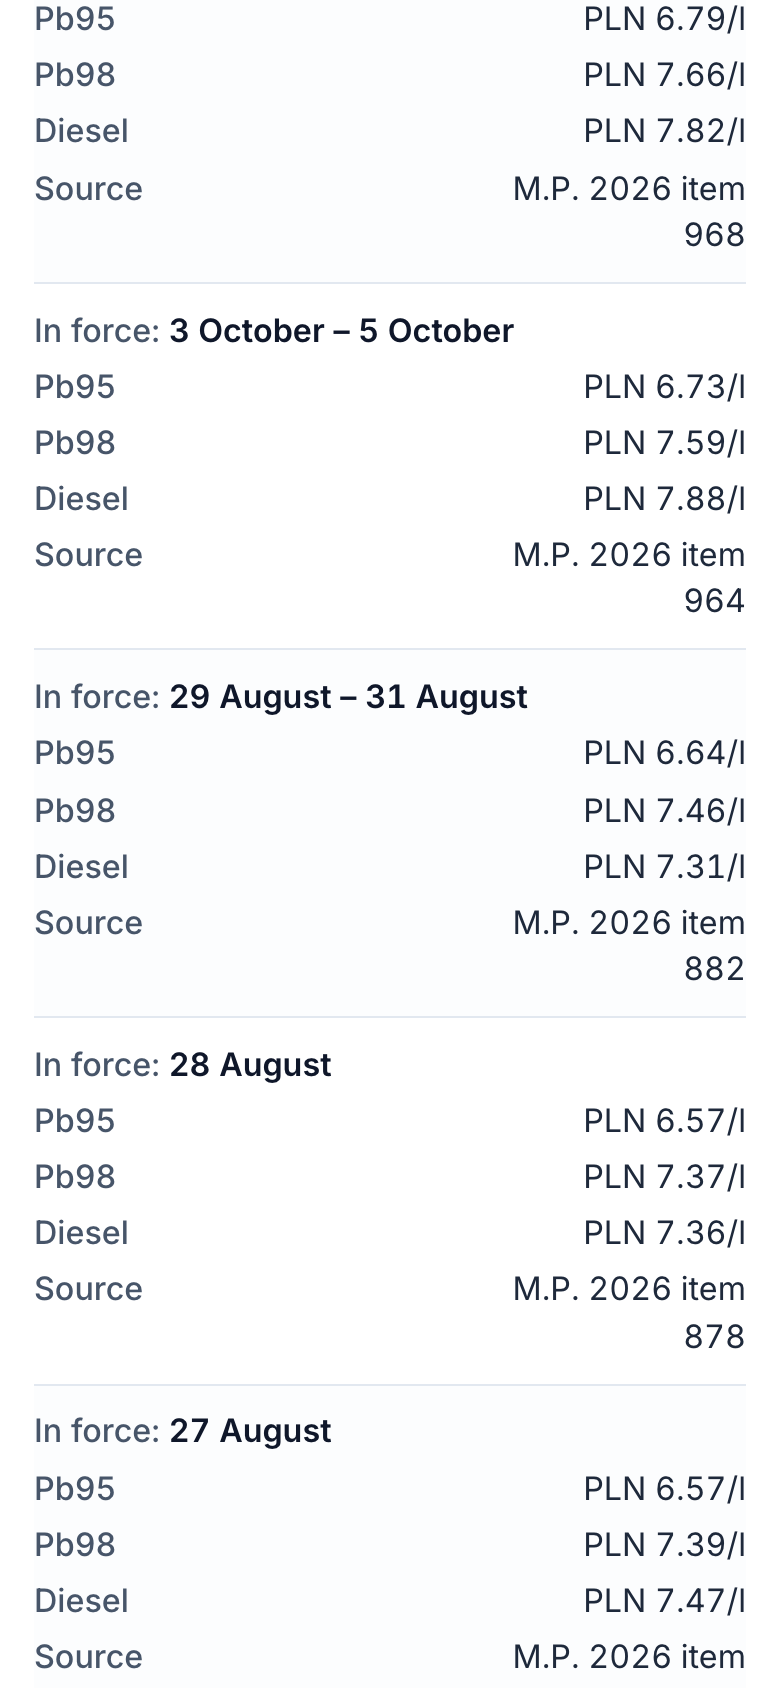 Pb95 PLN 6.79/l
Pb98 PLN 7.66/l
Diesel PLN 7.82/l
Source M.P. 2026 item
968
In force: 3 October – 5 October
Pb95 PLN 6.73/l
Pb98 PLN 7.59/l
Diesel PLN 7.88/l
Source M.P. 2026 item
964
In force: 29 August – 31 August
Pb95 PLN 6.64/l
Pb98 PLN 7.46/l
Diesel PLN 7.31/l
Source M.P. 2026 item
882
In force: 28 August
Pb95 PLN 6.57/l
Pb98 PLN 7.37/l
Diesel PLN 7.36/l
Source M.P. 2026 item
878
In force: 27 August
Pb95 PLN 6.57/l
Pb98 PLN 7.39/l
Diesel PLN 7.47/l
Source M.P. 2026 item